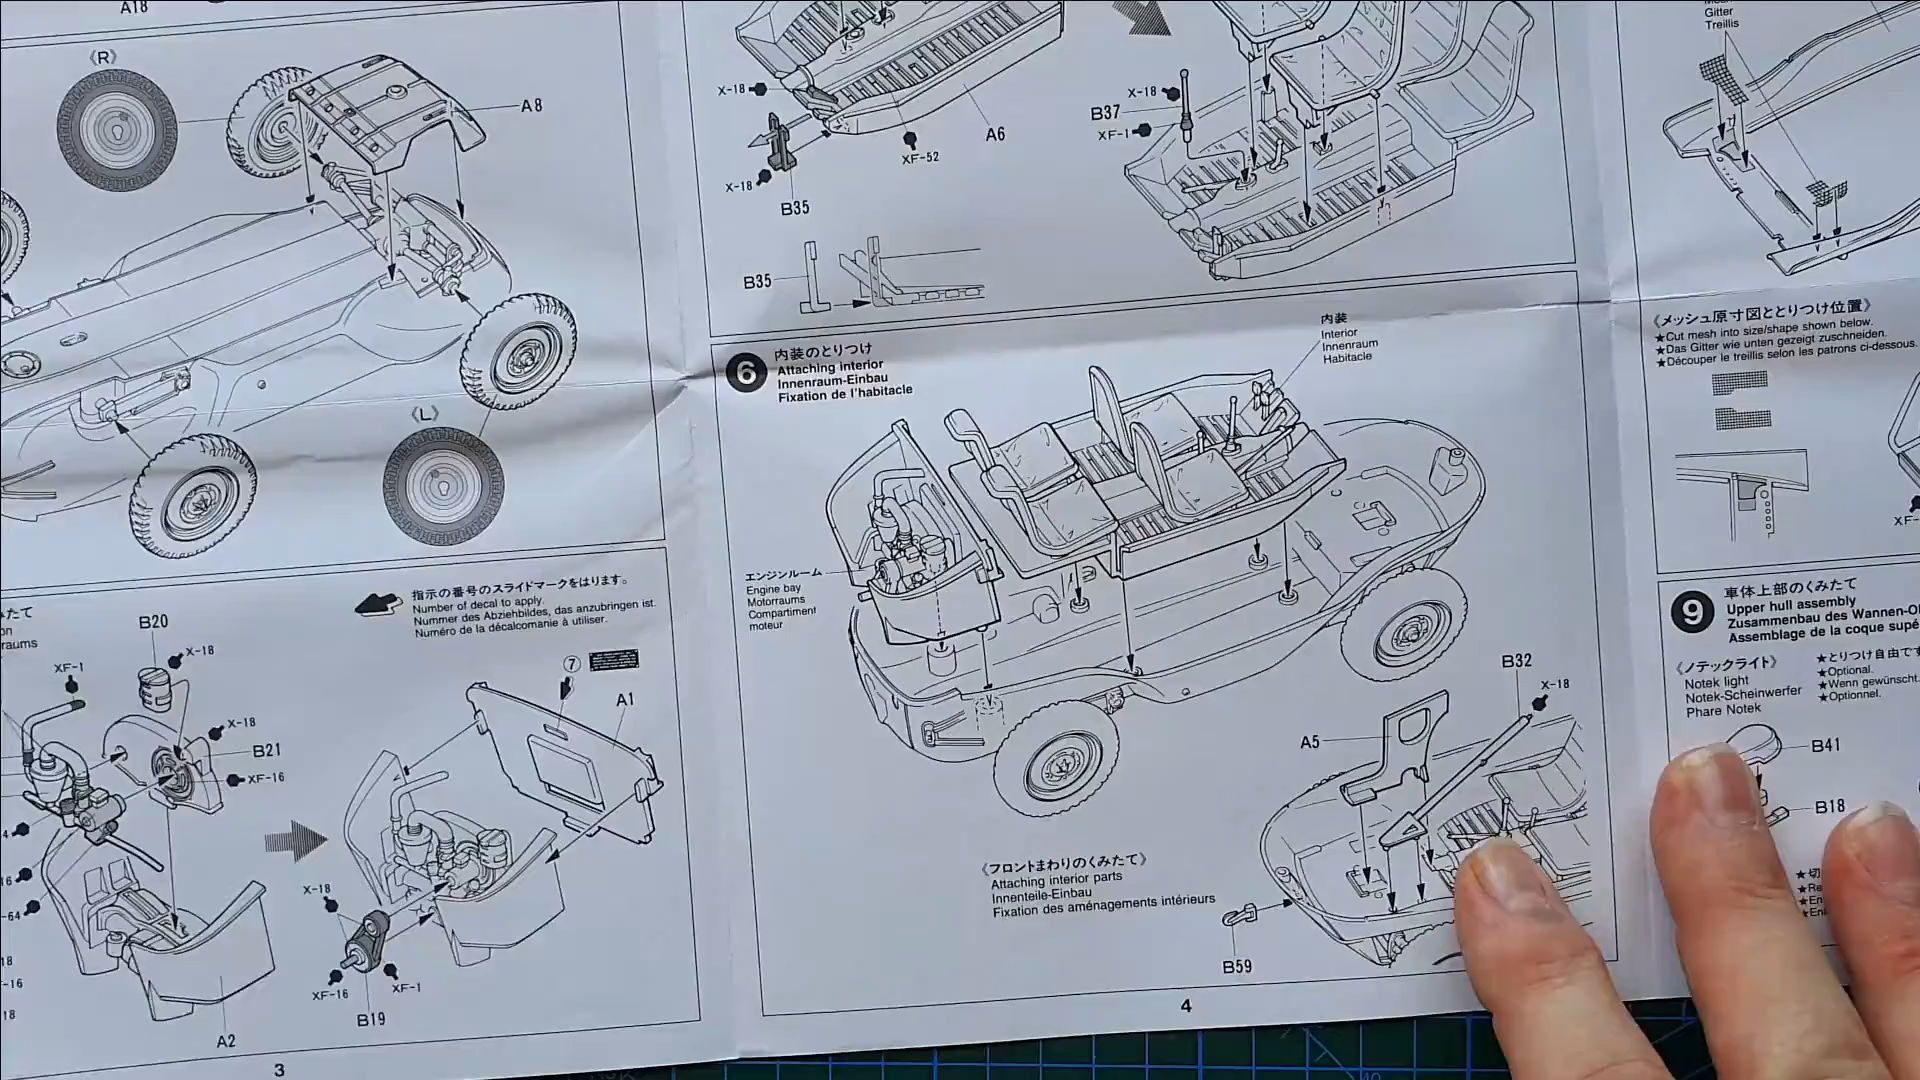 A18
《R》
A8
《L》
指示の番号のスライドマークをはります。
Number of decal to apply.
Nummer des Abziehbildes, das anzubringen ist.
Numéro de la décalcomanie à utiliser.
raums
B20
X-18
XF-1
X-18
B21
XF-16
⑦
A1
X-18
XF-16
XF-1
B19
A2
3
X-18
A6
XF-52
X-18
B35
B35
X-18
B37
XF-1
6
内装のとりつけ
Attaching interior
Innenraum-Einbau
Fixation de l'habitacle
内装
Interior
Innenraum
Habitacle
エンジンルーム
Engine bay
Motorraums
Compartiment
moteur
B32
X-18
A5
《フロントまわりのくみたて》
Attaching interior parts
Innenteile-Einbau
Fixation des aménagements intérieurs
B59
4
Gitter
Treillis
《メッシュ原寸図ととりつけ位置》
★Cut mesh into size/shape shown below.
★Das Gitter wie unten gezeigt zuschneiden.
★Découper le treillis selon les patrons ci-dessous.
9
車体上部のくみたて
Upper hull assembly
Zusammenbau des Wannen-O
Assemblage de la coque supé
《ノテックライト》
Notek light
Notek-Scheinwerfer
Phare Notek
★とりつけ自由です
★Optional.
★Wenn gewünscht.
★Optionnel.
B41
B18